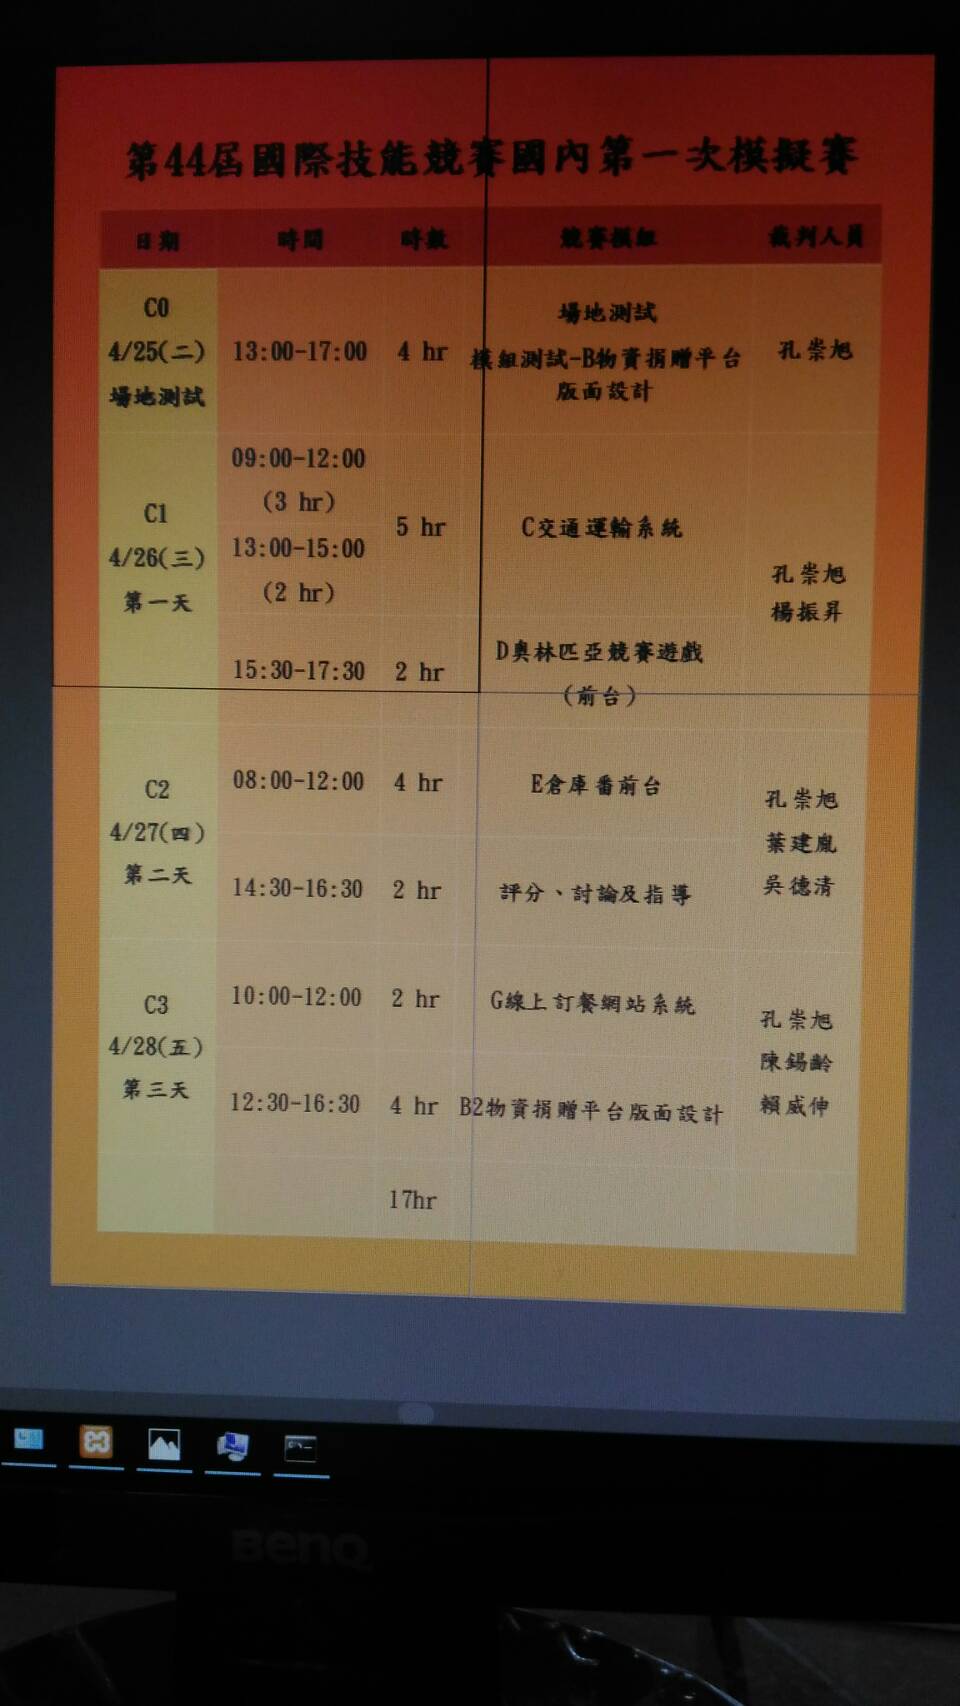 第44屆國際技能競賽國內第一次模擬賽
日期 時間 時數 競賽模組 裁判人員
C0
4/25(二)
場地測試
13:00-17:00 4 hr
場地測試
模組測試-B物資捐贈平台
版面設計
孔崇旭
C1
4/26(三)
第一天
09:00-12:00
(3 hr)
13:00-15:00
(2 hr)
5 hr
C交通運輸系統
15:30-17:30 2 hr
D奧林匹亞競賽遊戲
(前台)
孔崇旭
楊振昇
C2
4/27(四)
第二天
08:00-12:00 4 hr E倉庫番前台
14:30-16:30 2 hr 評分、討論及指導
孔崇旭
葉建胤
吳德清
C3
4/28(五)
第三天
10:00-12:00 2 hr G線上訂餐網站系統
12:30-16:30 4 hr B2物資捐贈平台版面設計
孔崇旭
陳錫齡
賴威伸
17hr
BenQ